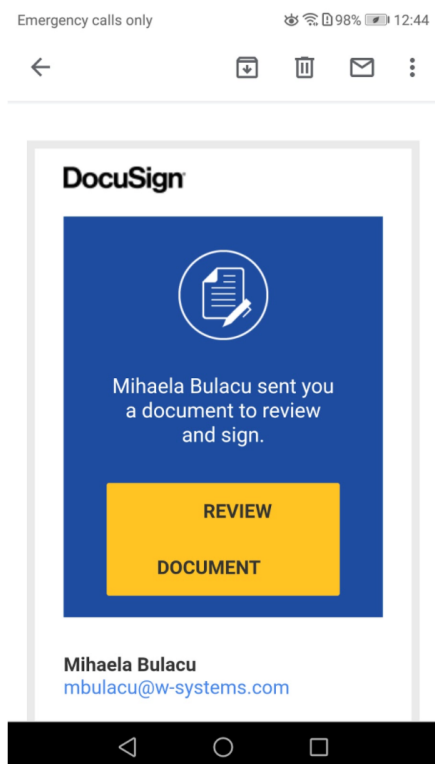 Emergency calls only 98% 12:44
DocuSign
Mihaela Bulacu sent you
a document to review
and sign.
REVIEW
DOCUMENT
Mihaela Bulacu
mbulacu@w-systems.com